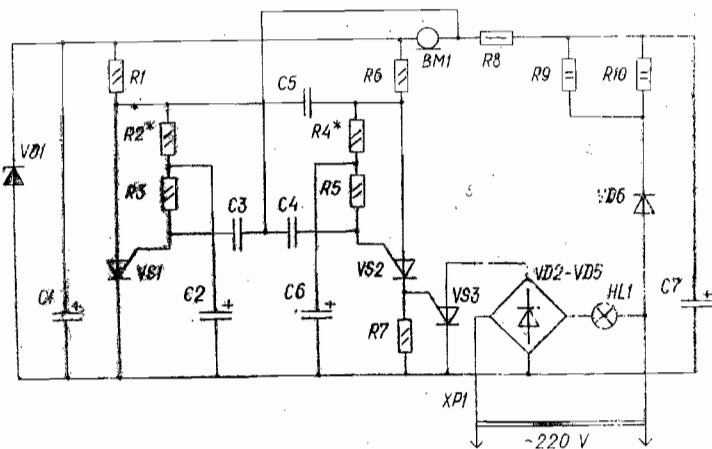 R1
C5
R6
BM1
R8
R9
R10
R2*
R4*
VD1
R3
R5
VD6
C3
C4
VS1
VS2
VS3
VD2-VD5
HL1
C7
C1
C2
C6
R7
XP1
~220 V